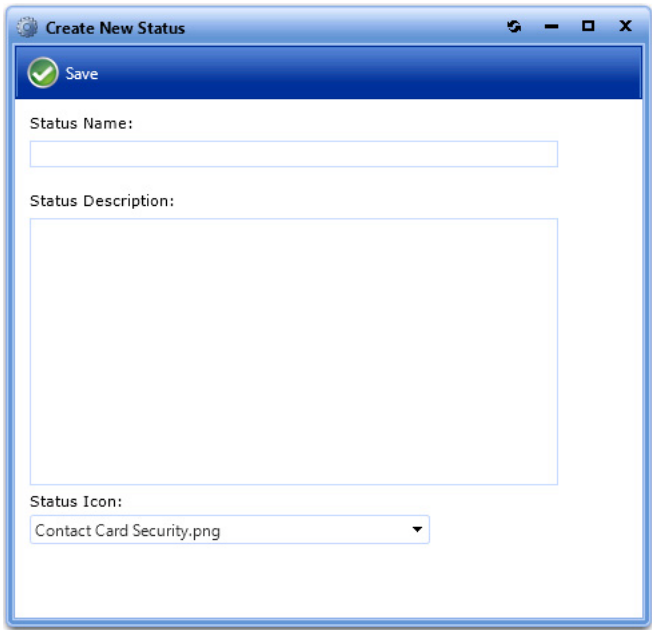 Create New Status
Save
Status Name:
Status Description:
Status Icon:
Contact Card Security.png